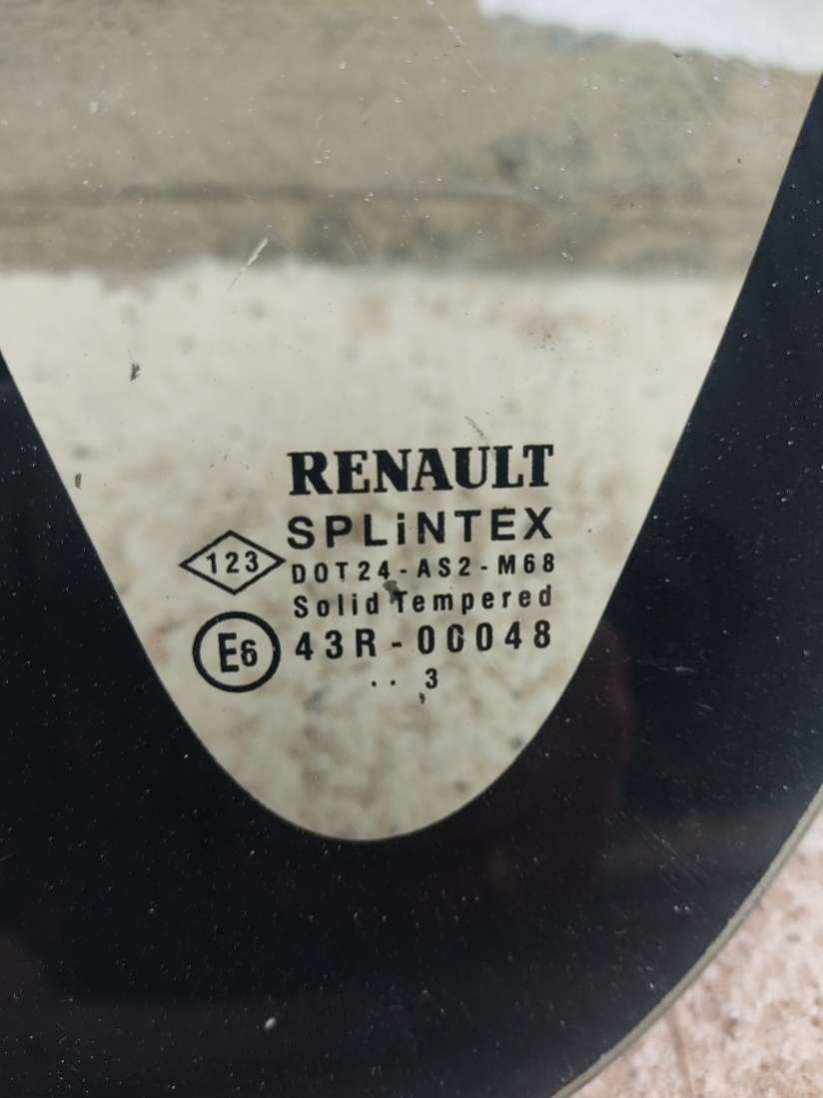 RENAULT
SPLiNTEX
123
DOT24-AS2-M68
Solid Tempered
E6
43R-00048
.. 3